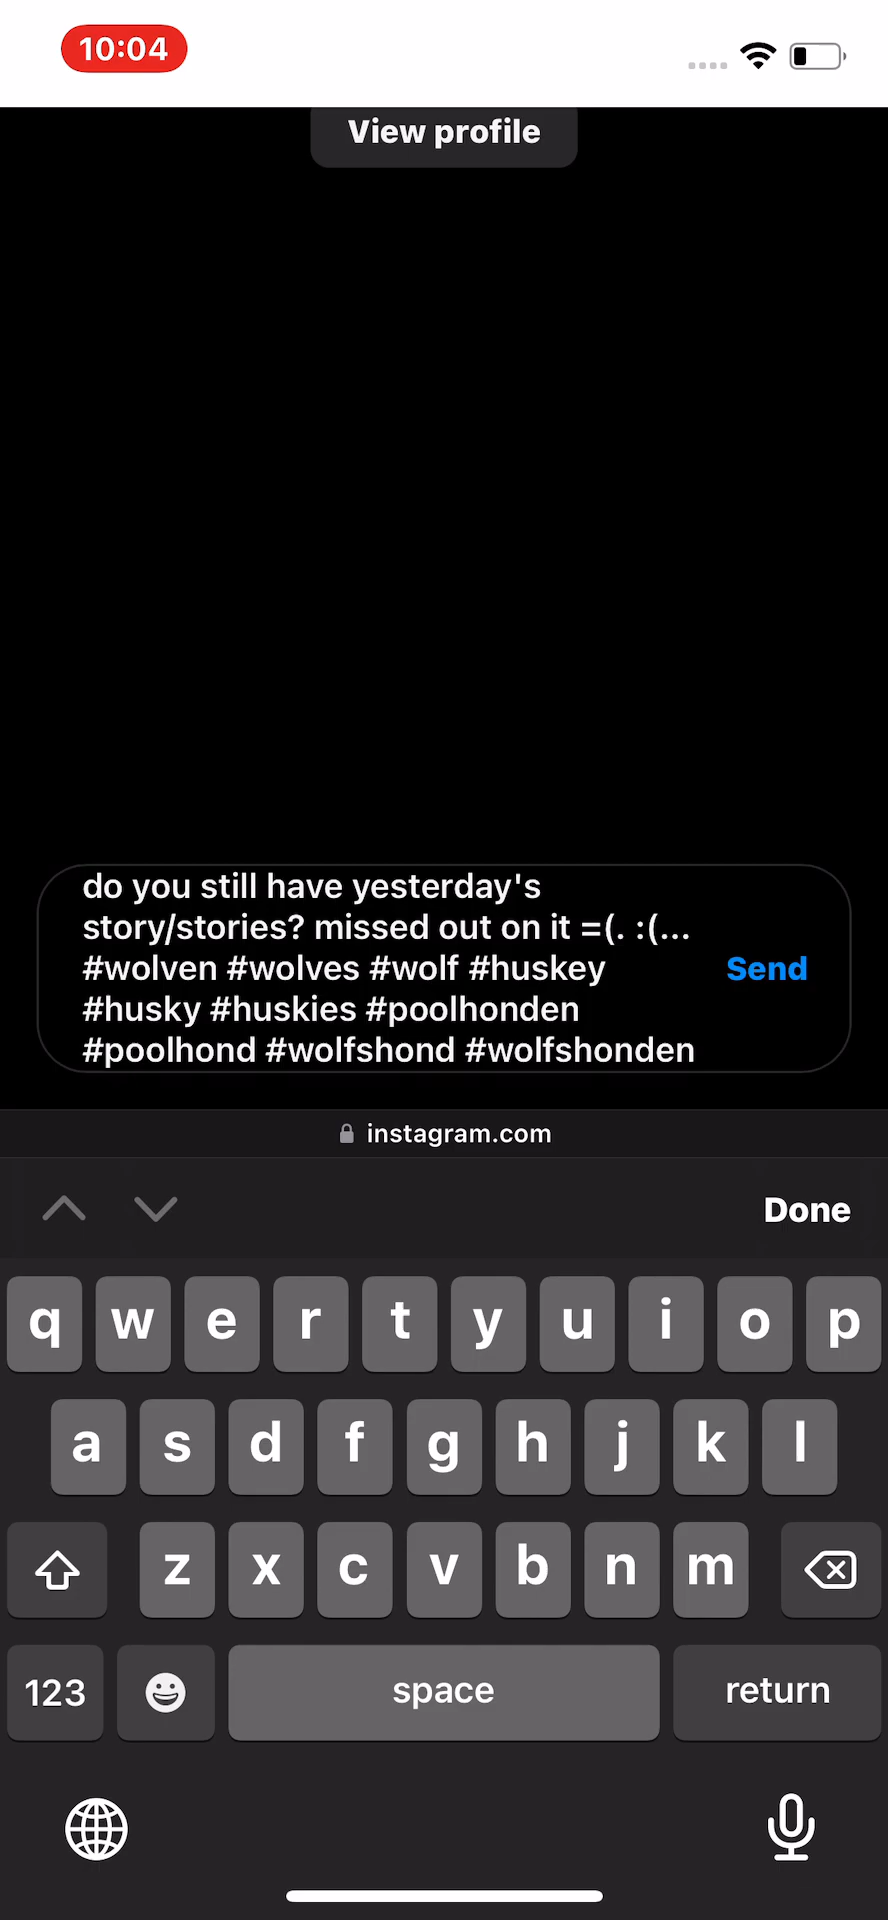 10:04
View profile
do you still have yesterday's
story/stories? missed out on it =(. :(...
#wolven #wolves #wolf #huskey
#husky #huskies #poolhonden
#poolhond #wolfshond #wolfshonden
Send
instagram.com
Done
q w e r t y u i o p
a s d f g h j k l
z x c v b n m
123 space return